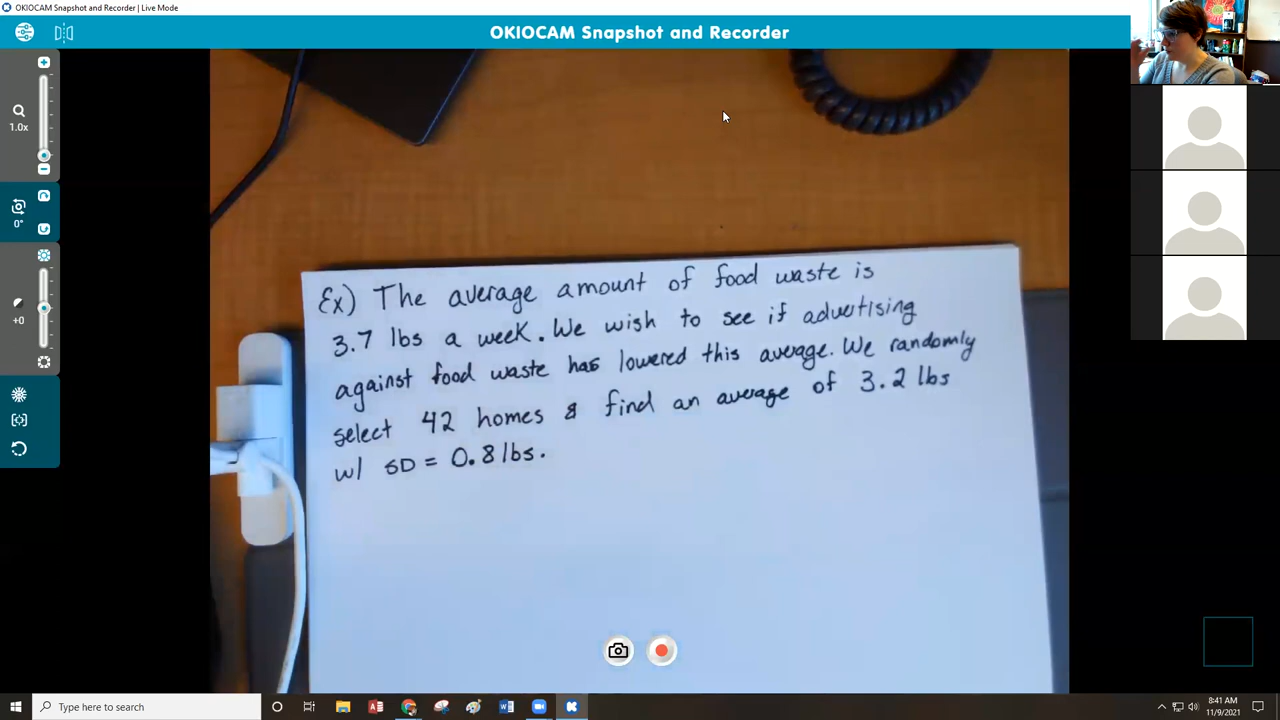 OKIOCAM Snapshot and Recorder | Live Mode
OKIOCAM Snapshot and Recorder
1.0x
0°
+0
Ex) The average amount of food waste is
3.7 lbs a week. We wish to see if advertising
against food waste has lowered this average. We randomly
select 42 homes & find an average of 3.2 lbs
w/ SD = 0.8 lbs.
Type here to search
8:41 AM
11/9/2021